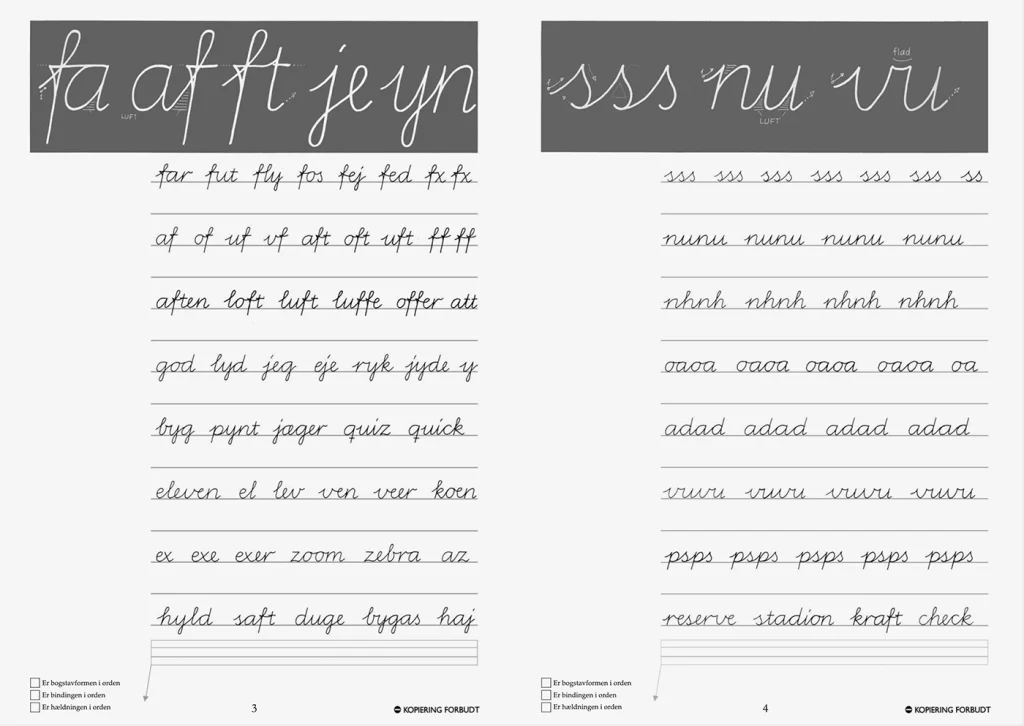 fa af ft je yn
LUFT
far fut fly fos fej fed fx fx
af of uf vf aft oft uft ff ff
aften loft luft luffe offer att
god lyd jeg eje ryk jyde y
byg pynt jæger quiz quick
eleven el lev ven veer koen
ex exe exer zoom zebra az
hyld saft duge bygas haj
Er bogstavformen i orden
Er bindingen i orden
Er hældningen i orden
3
KOPIERING FORBUDT
flad
sss nu vu
LUFT
sss sss sss sss sss sss ss
nunu nunu nunu nunu
nhnh nhnh nhnh nhnh
oaoa oaoa oaoa oaoa oa
adad adad adad adad
vuvu vuvu vuvu vuvu
psps psps psps psps psps
reserve stadion kraft check
Er bogstavformen i orden
Er bindingen i orden
Er hældningen i orden
4
KOPIERING FORBUDT